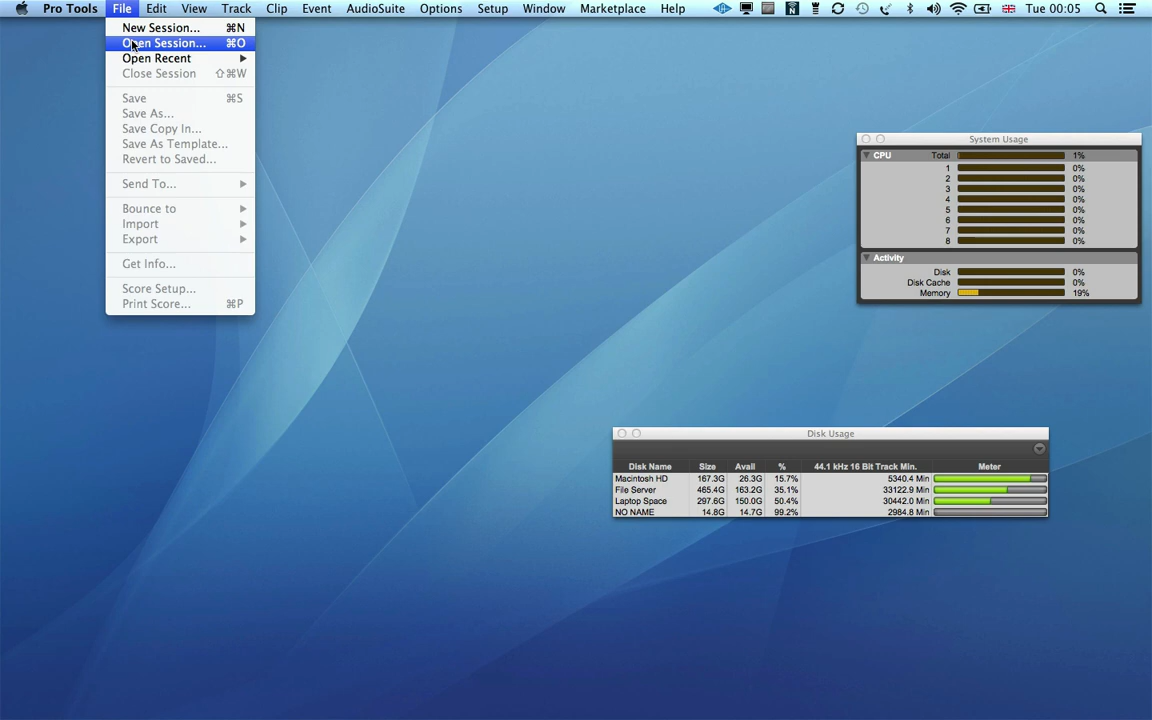 Pro Tools File Edit View Track Clip Event AudioSuite Options Setup Window Marketplace Help Tue 00:05
New Session... ⌘N
Open Session... ⌘O
Open Recent
Close Session ⇧⌘W
Save ⌘S
Save As...
Save Copy In...
Save As Template...
Revert to Saved...
Send To...
Bounce to
Import
Export
Get Info...
Score Setup...
Print Score... ⌘P
System Usage
CPU Total 1%
1 0%
2 0%
3 0%
4 0%
5 0%
6 0%
7 0%
8 0%
Activity
Disk 0%
Disk Cache 0%
Memory 19%
Disk Usage
Disk Name Size Avail % 44.1 kHz 16 Bit Track Min. Meter
Macintosh HD 167.3G 26.3G 15.7% 5340.4 Min
File Server 465.4G 163.2G 35.1% 33122.9 Min
Laptop Space 297.6G 150.0G 50.4% 30442.0 Min
NO NAME 14.8G 14.7G 99.2% 2984.8 Min